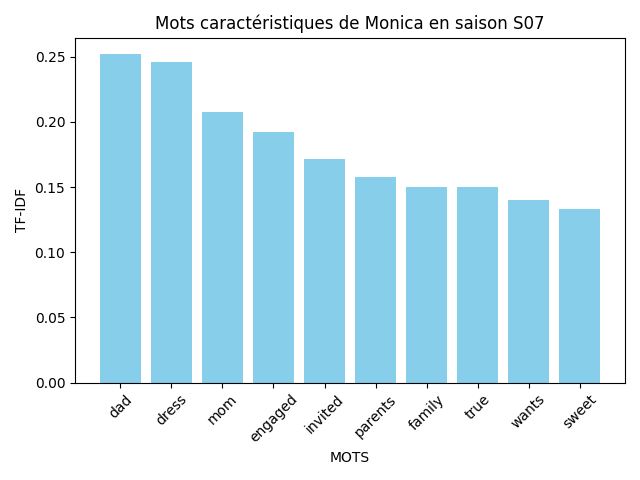 Mots caractéristiques de Monica en saison S07
TF-IDF
0.25
0.20
0.15
0.10
0.05
0.00
dad
dress
mom
engaged
invited
parents
family
true
wants
sweet
MOTS